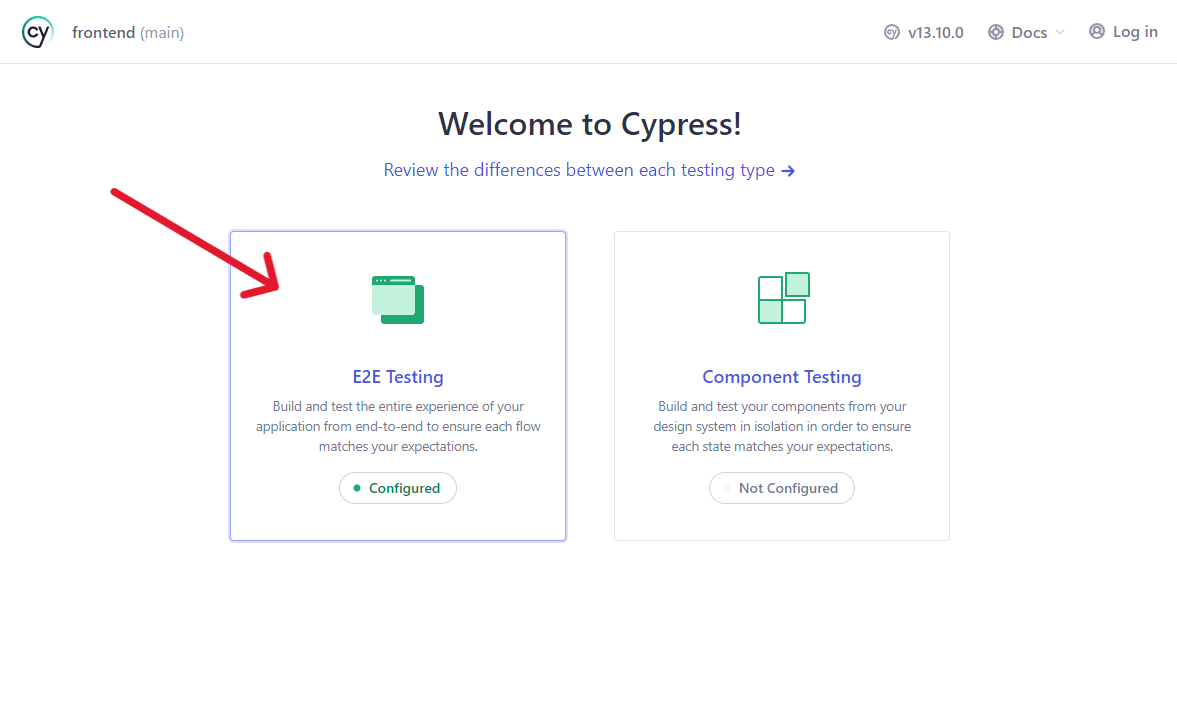 cy frontend (main) v13.10.0 Docs Log in
Welcome to Cypress!
Review the differences between each testing type →
E2E Testing
Build and test the entire experience of your
application from end-to-end to ensure each flow
matches your expectations.
Configured
Component Testing
Build and test your components from your
design system in isolation in order to ensure
each state matches your expectations.
Not Configured